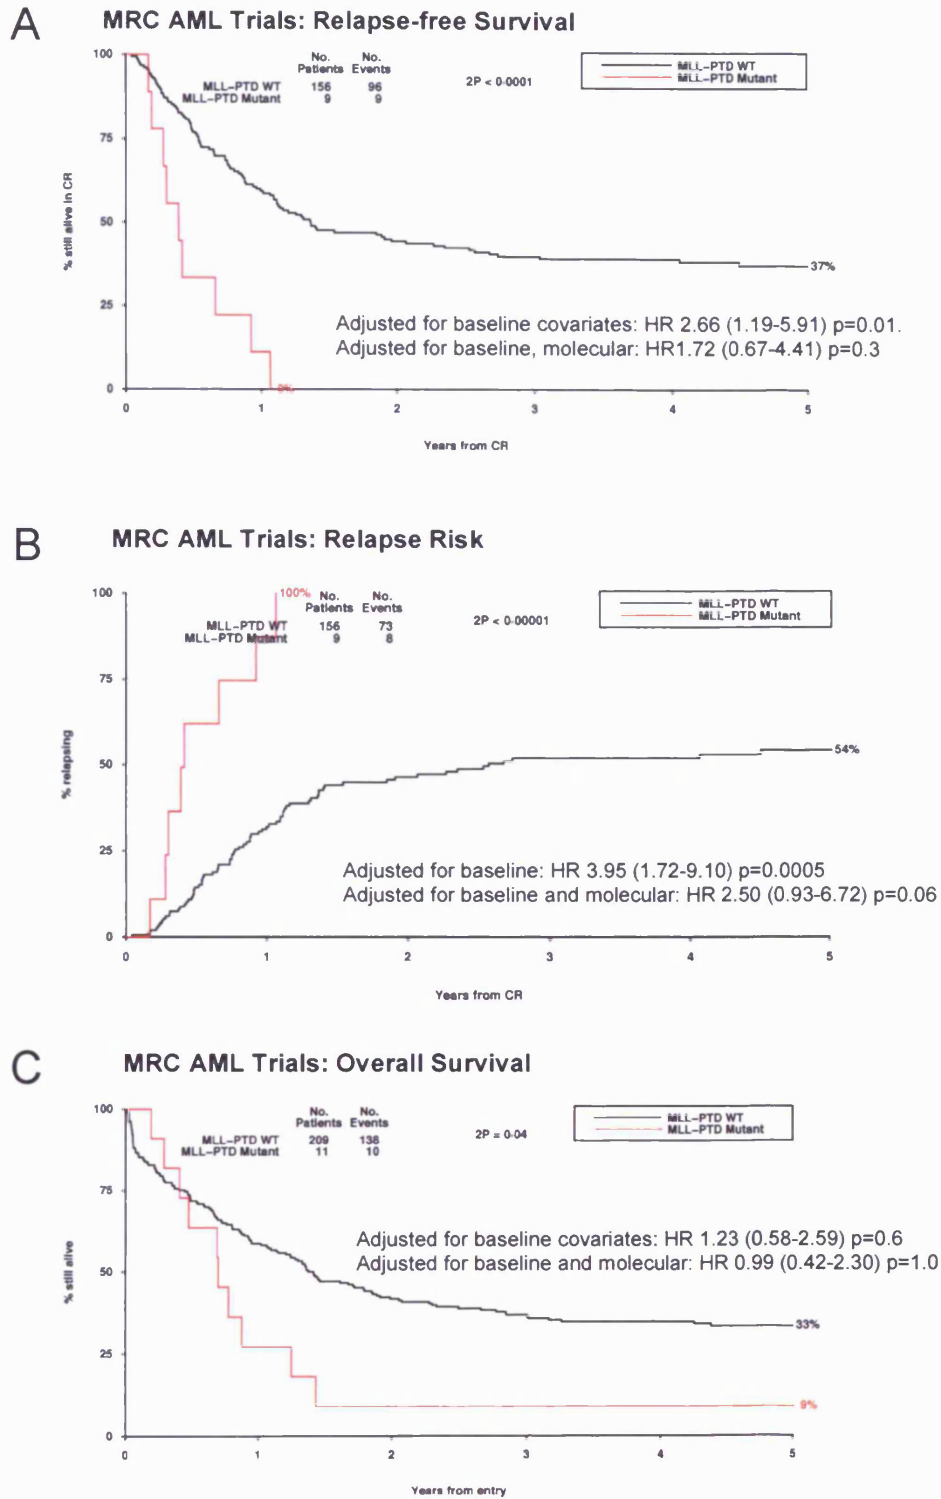 A
MRC AML Trials: Relapse-free Survival
No. No.
Patients Events
MLL-PTD WT 156 96
MLL-PTD Mutant 9 9
2P < 0·0001
MLL-PTD WT
MLL-PTD Mutant
% still alive in CR
100
75
50
25
0
37%
0%
Adjusted for baseline covariates: HR 2.66 (1.19-5.91) p=0.01.
Adjusted for baseline, molecular: HR1.72 (0.67-4.41) p=0.3
0 1 2 3 4 5
Years from CR
B
MRC AML Trials: Relapse Risk
100%
No. No.
Patients Events
MLL-PTD WT 156 73
MLL-PTD Mutant 9 8
2P < 0·00001
MLL-PTD WT
MLL-PTD Mutant
% relapsing
100
75
50
25
0
54%
Adjusted for baseline: HR 3.95 (1.72-9.10) p=0.0005
Adjusted for baseline and molecular: HR 2.50 (0.93-6.72) p=0.06
0 1 2 3 4 5
Years from CR
C
MRC AML Trials: Overall Survival
No. No.
Patients Events
MLL-PTD WT 209 138
MLL-PTD Mutant 11 10
2P = 0·04
MLL-PTD WT
MLL-PTD Mutant
% still alive
100
75
50
25
0
Adjusted for baseline covariates: HR 1.23 (0.58-2.59) p=0.6
Adjusted for baseline and molecular: HR 0.99 (0.42-2.30) p=1.0
33%
9%
0 1 2 3 4 5
Years from entry